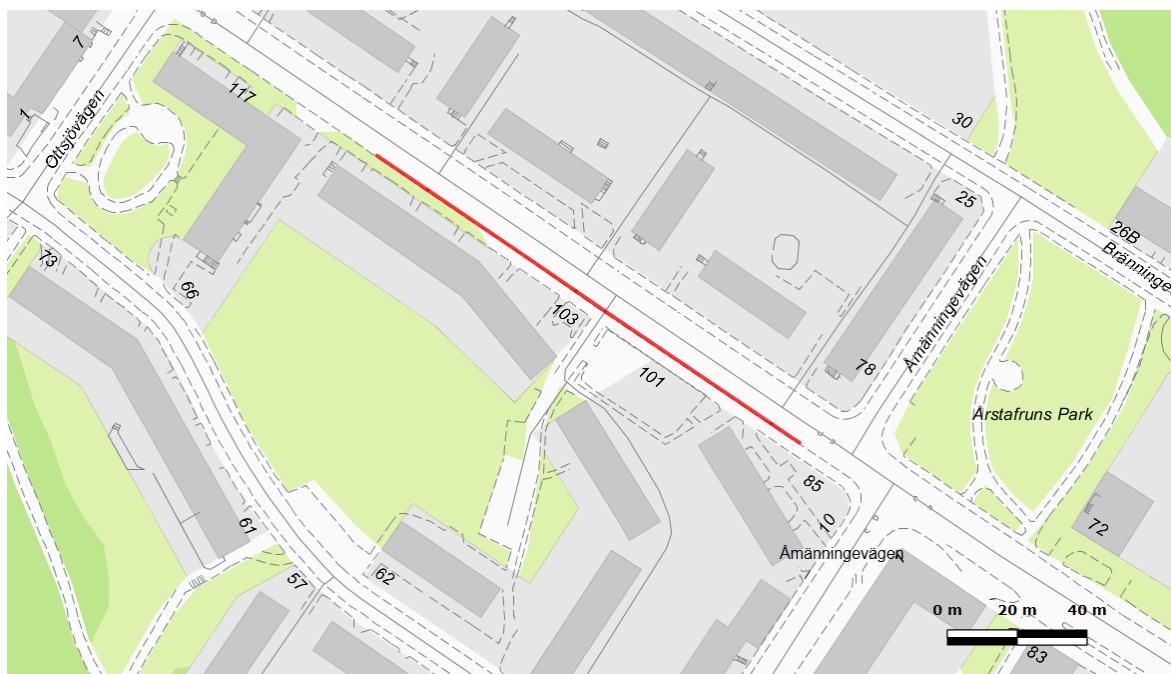 7
1
Ottsjövägen
117
30
25
26B
Bränninge
73
66
103
101
78
Åmänningevägen
Årstafruns Park
85
10
72
61
57
62
Åmänningevägen
0 m 20 m 40 m
83